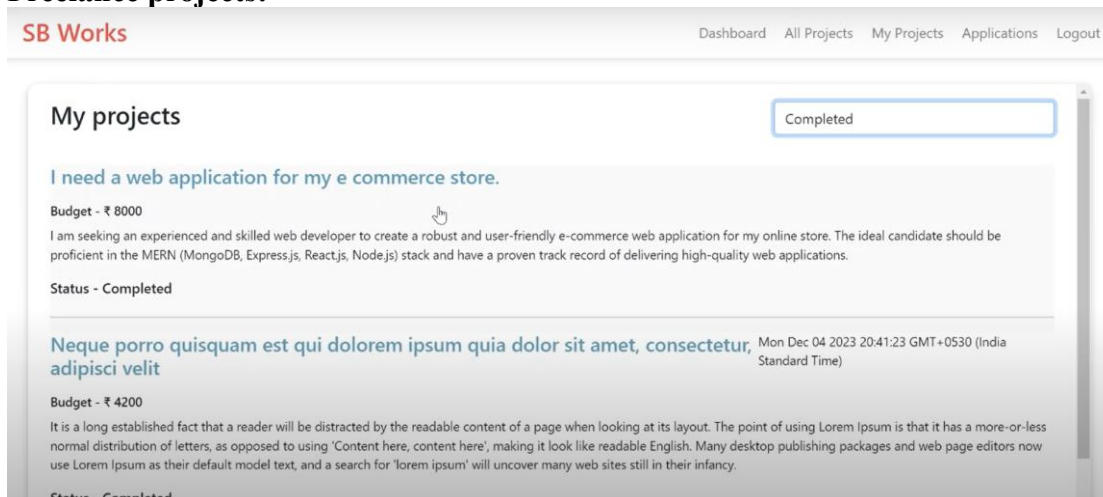 Freelance projects:
SB Works
Dashboard All Projects My Projects Applications Logout
My projects
Completed
I need a web application for my e commerce store.
Budget - ₹ 8000
I am seeking an experienced and skilled web developer to create a robust and user-friendly e-commerce web application for my online store. The ideal candidate should be
proficient in the MERN (MongoDB, Express.js, React.js, Node.js) stack and have a proven track record of delivering high-quality web applications.
Status - Completed
Neque porro quisquam est qui dolorem ipsum quia dolor sit amet, consectetur,
adipisci velit
Mon Dec 04 2023 20:41:23 GMT+0530 (India
Standard Time)
Budget - ₹ 4200
It is a long established fact that a reader will be distracted by the readable content of a page when looking at its layout. The point of using Lorem Ipsum is that it has a more-or-less
normal distribution of letters, as opposed to using 'Content here, content here', making it look like readable English. Many desktop publishing packages and web page editors now
use Lorem Ipsum as their default model text, and a search for 'lorem ipsum' will uncover many web sites still in their infancy.
Status - Completed